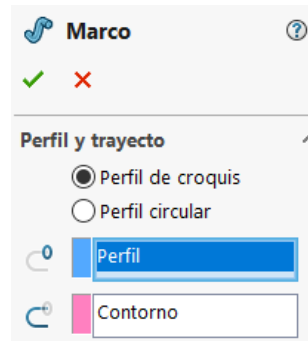 Marco
Perfil y trayecto
Perfil de croquis
Perfil circular
Perfil
Contorno